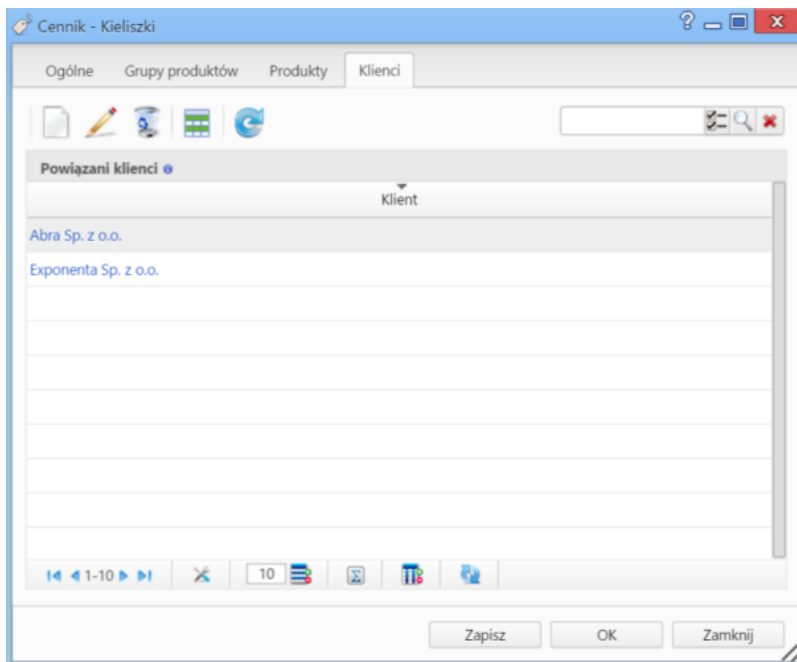 Cennik - Kieliszki
Ogólne Grupy produktów Produkty Klienci
Powiązani klienci
Klient
Abra Sp. z o.o.
Exponenta Sp. z o.o.
1-10 10
Zapisz OK Zamknij